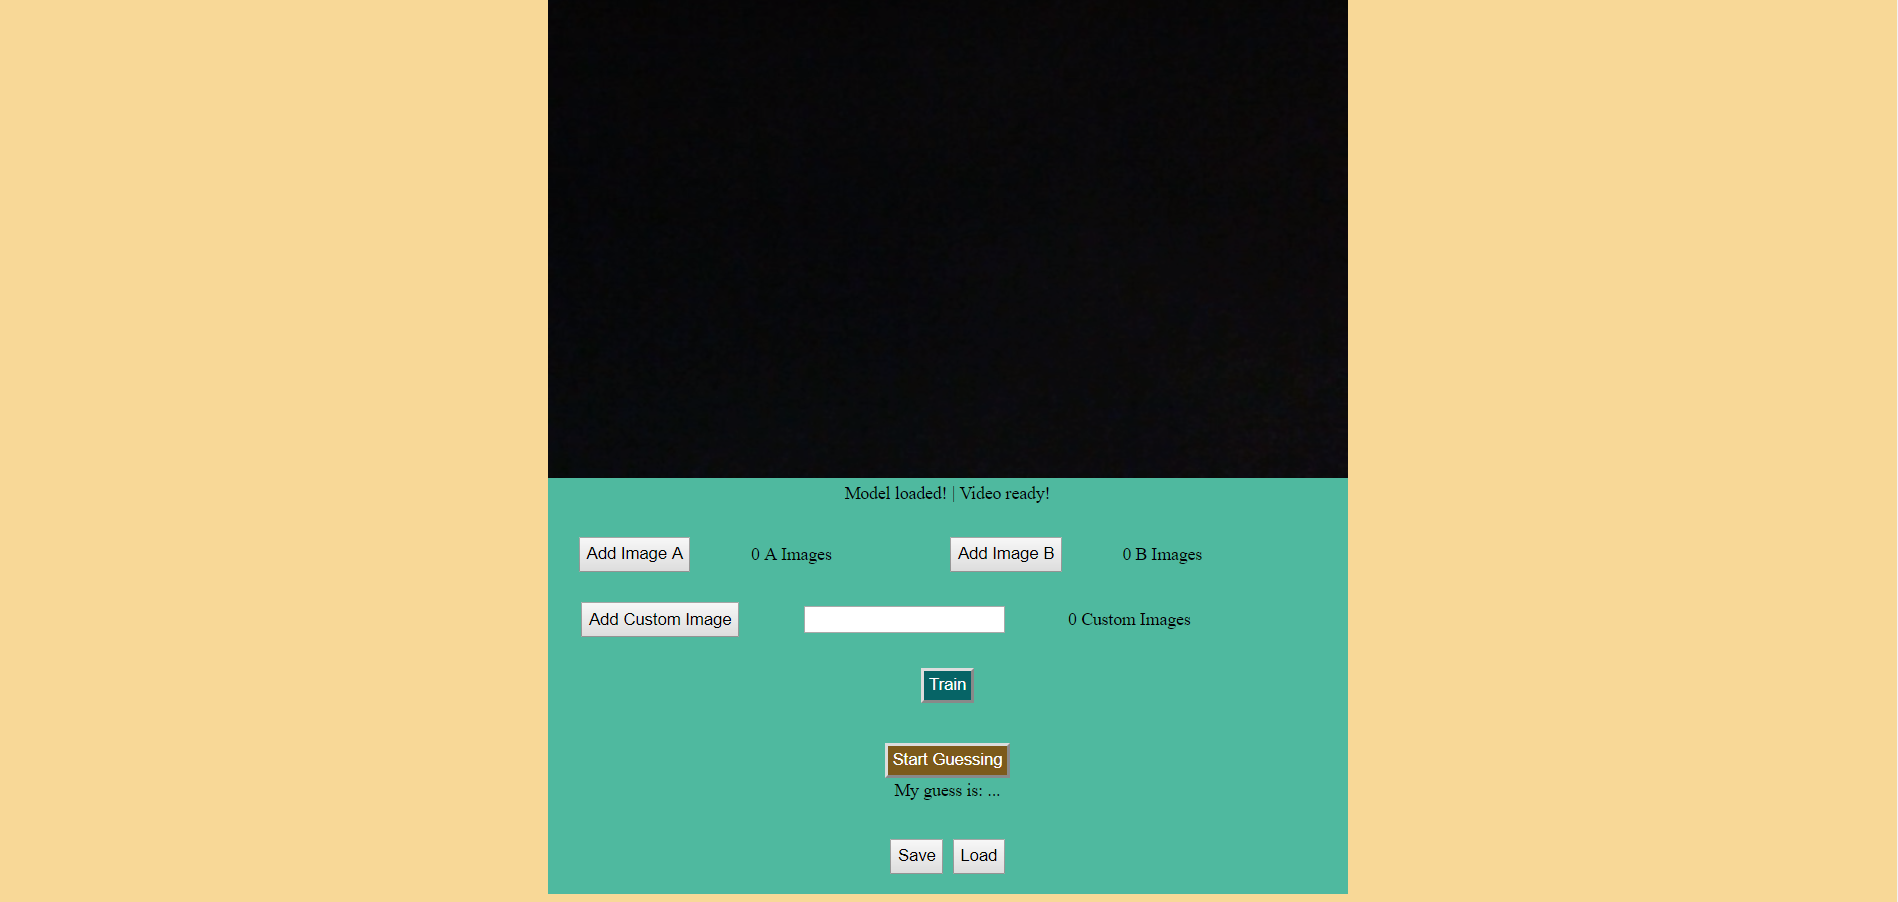 Model loaded! | Video ready!
Add Image A 0 A Images Add Image B 0 B Images
Add Custom Image 0 Custom Images
Train
Start Guessing
My guess is: ...
Save Load